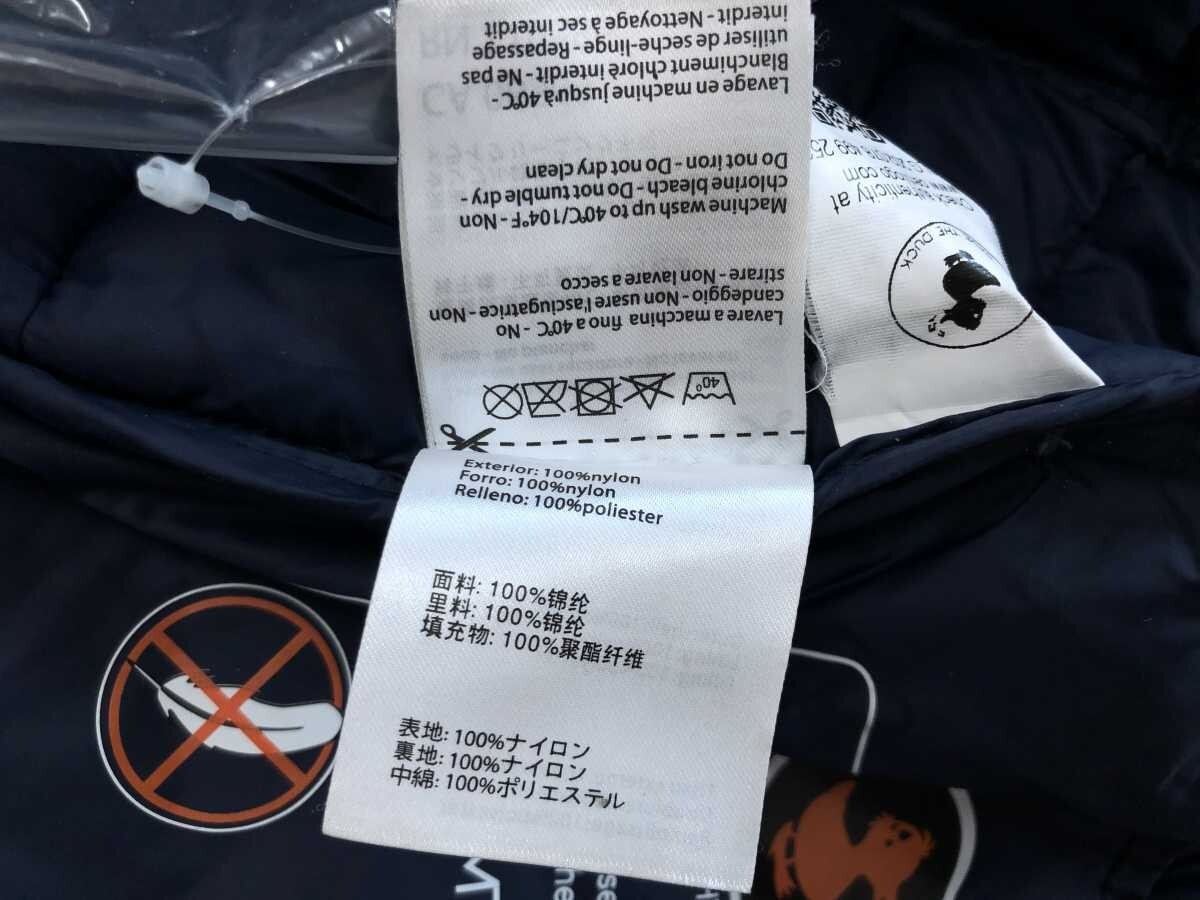 Exterior: 100%nylon
Forro: 100%nylon
Relleno: 100%poliester
面料: 100%锦纶
里料: 100%锦纶
填充物: 100%聚酯纤维
表地: 100%ナイロン
裏地: 100%ナイロン
中綿: 100%ポリエステル
40°
Lavare a macchina fino a 40°C - No
candeggio - Non usare l'asciugatrice - Non
stirare - Non lavare a secco
Machine wash up to 40°C/104°F - Non
chlorine bleach - Do not tumble dry -
Do not iron - Do not dry clean
Lavage en machine jusqu'à 40°C -
Blanchiment chloré interdit - Ne pas
utiliser de seche-linge - Repassage
interdit - Nettoyage à sec interdit
THE DUCK
authenticity at